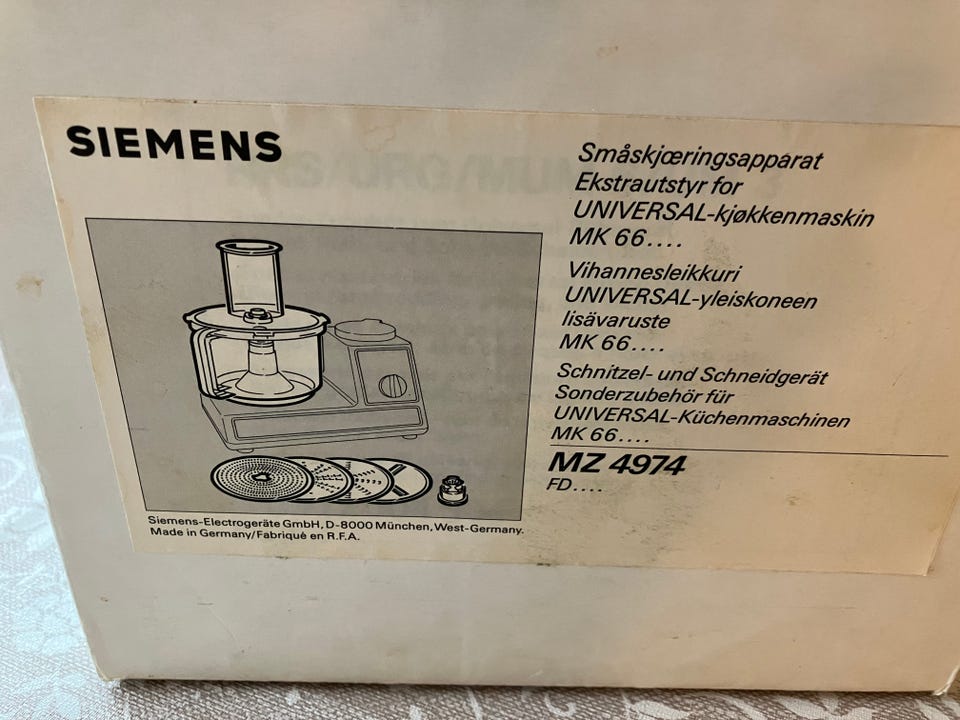 SIEMENS
Småskjœringsapparat
Ekstrautstyr for
UNIVERSAL-kjøkkenmaskin
MK 66....
Vihannesleikkuri
UNIVERSAL-yleiskoneen
lisävaruste
MK 66....
Schnitzel- und Schneidgerät
Sonderzubehör für
UNIVERSAL-Küchenmaschinen
MK 66....
MZ 4974
FD....
Siemens-Electrogeräte GmbH, D-8000 München, West-Germany.
Made in Germany/Fabriqué en R.F.A.